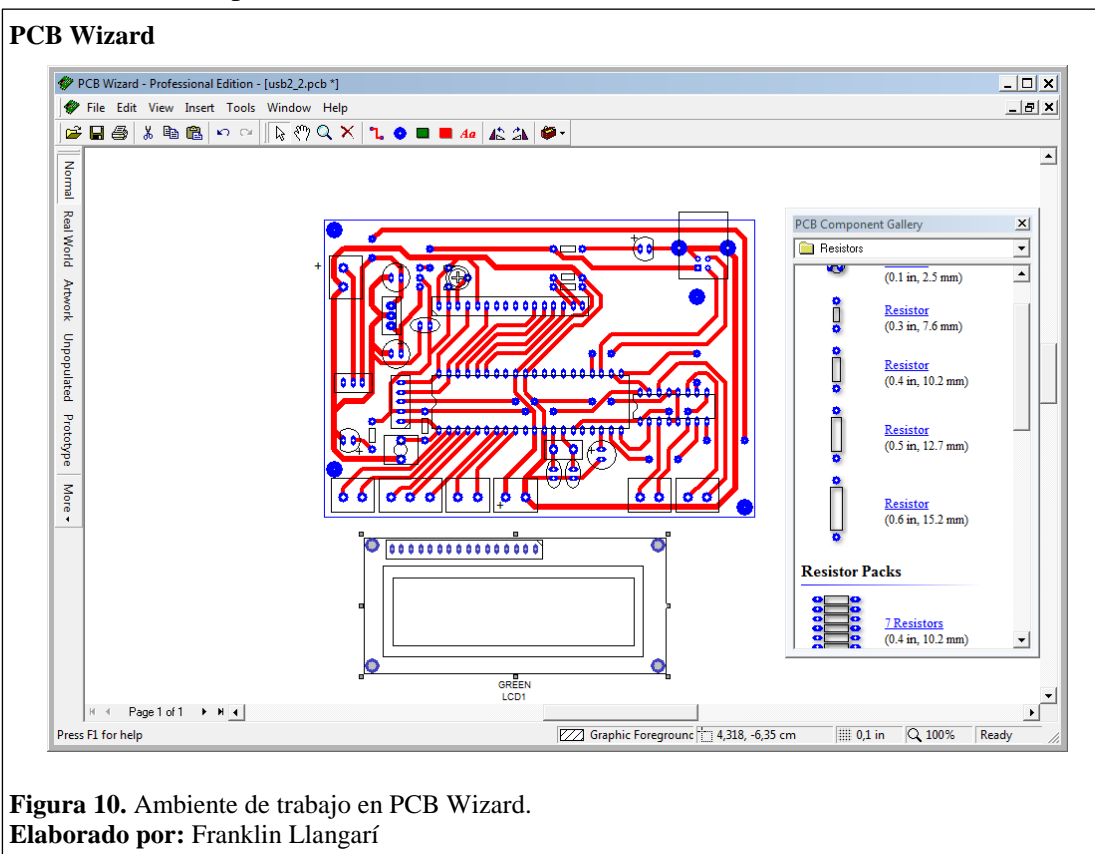 PCB Wizard
PCB Wizard - Professional Edition - [usb2_2.pcb *]
File Edit View Insert Tools Window Help
Aa
Normal
Real World
Artwork
Unpopulated
Prototype
More
PCB Component Gallery
Resistors
(0.1 in, 2.5 mm)
Resistor
(0.3 in, 7.6 mm)
Resistor
(0.4 in, 10.2 mm)
Resistor
(0.5 in, 12.7 mm)
Resistor
(0.6 in, 15.2 mm)
Resistor Packs
7 Resistors
(0.4 in, 10.2 mm)
GREEN
LCD1
Page 1 of 1
Press F1 for help
Graphic Foregrounc
4,318, -6,35 cm
0,1 in
100%
Ready
Figura 10. Ambiente de trabajo en PCB Wizard.
Elaborado por: Franklin Llangarí